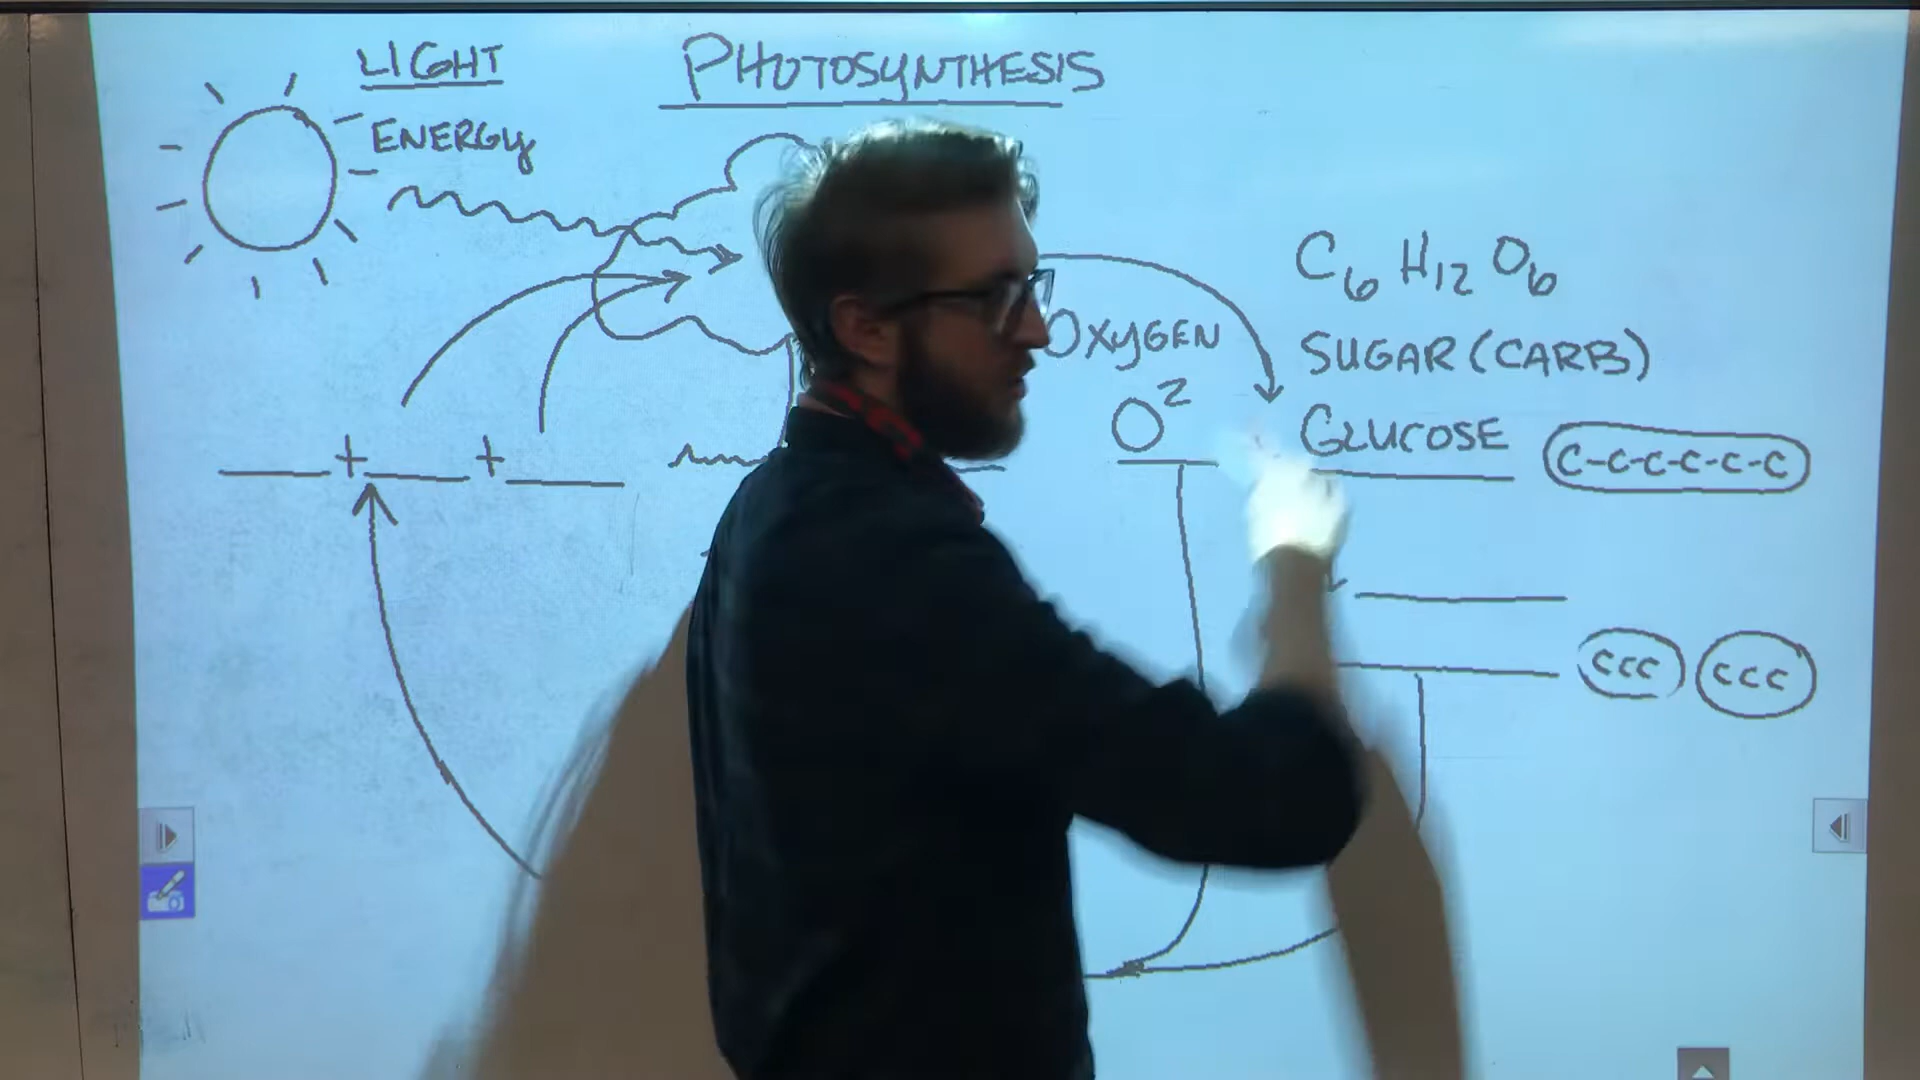 LIGHT
PHOTOSYNTHESIS
ENERGY
C6 H12 O6
OXYGEN
SUGAR (CARB)
O2
GLUCOSE
C-C-C-C-C-C
+ +
CCC CCC